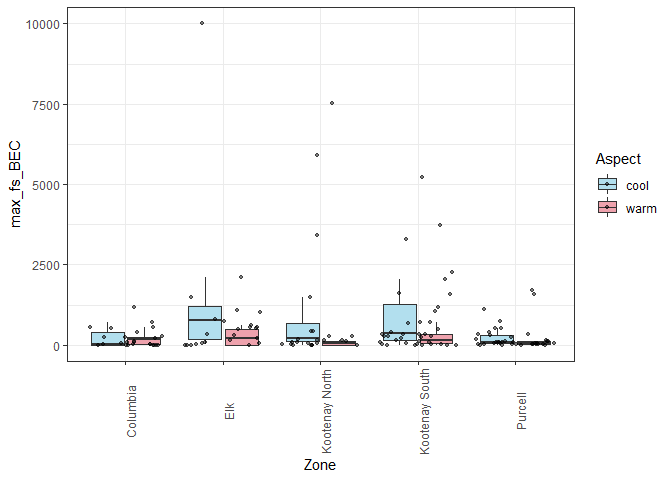 10000
7500
5000
2500
0
max_fs_BEC
Columbia
Elk
Kootenay North
Kootenay South
Purcell
Zone
Aspect
cool
warm